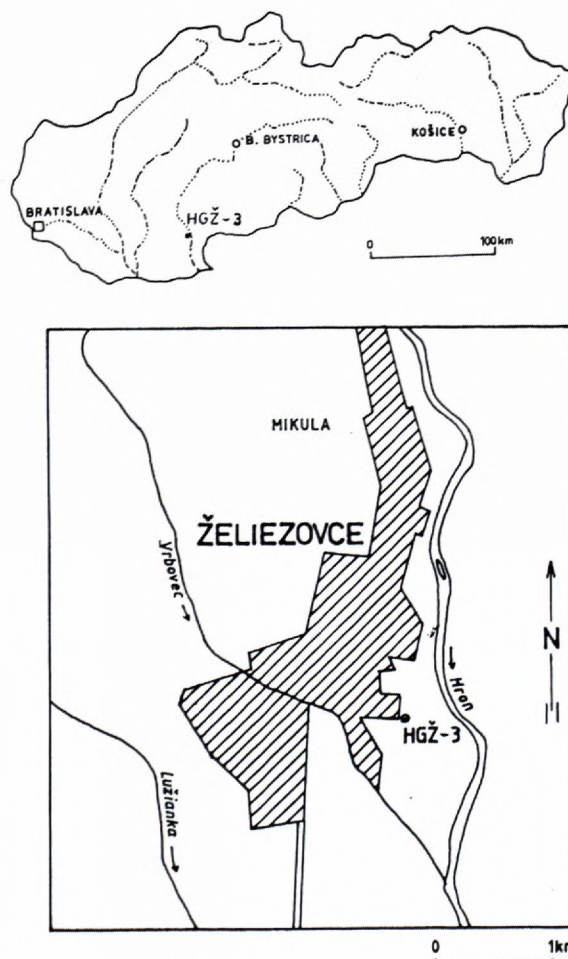 B. BYSTRICA
KOŠICE
BRATISLAVA
HGŽ-3
0 100km
MIKULA
ŽELIEZOVCE
Vrbovec
N
Hron
HGŽ-3
Lužianka
0 1km